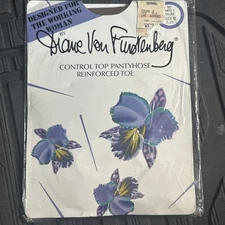 DESIGNED FOR
THE WORKING
WOMAN
BY
Diane Von Furstenberg
CONTROL TOP PANTYHOSE
REINFORCED TOE